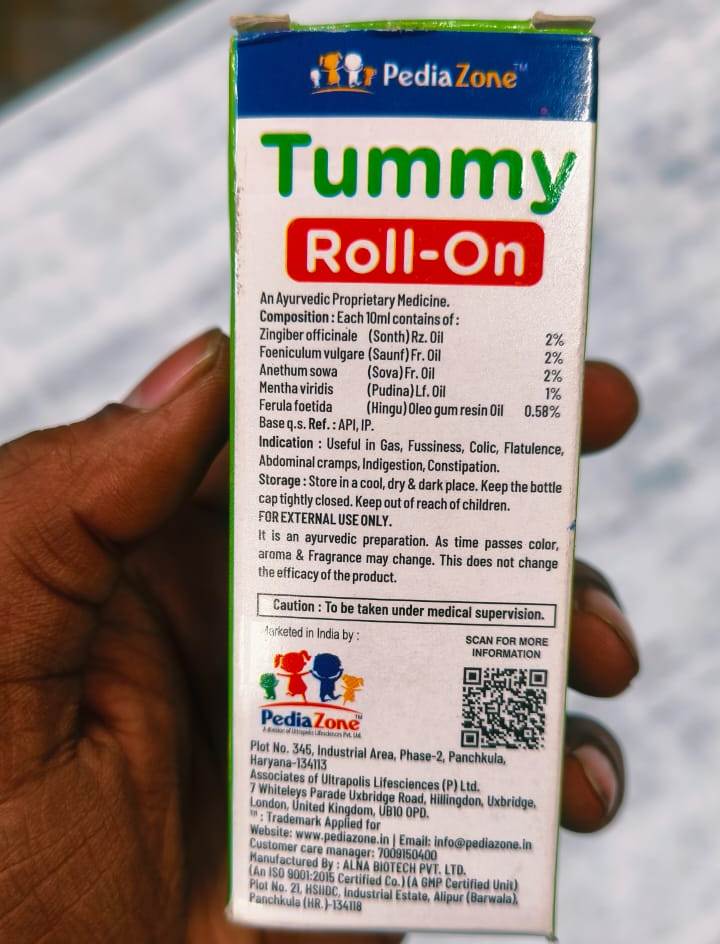 PediaZone™
Tummy
Roll-On
An Ayurvedic Proprietary Medicine.
Composition : Each 10ml contains of :
Zingiber officinale (Sonth) Rz. Oil 2%
Foeniculum vulgare (Saunf) Fr. Oil 2%
Anethum sowa (Sova) Fr. Oil 2%
Mentha viridis (Pudina) Lf. Oil 1%
Ferula foetida (Hingu) Oleo gum resin Oil 0.58%
Base q.s. Ref. : API, IP.
Indication : Useful in Gas, Fussiness, Colic, Flatulence,
Abdominal cramps, Indigestion, Constipation.
Storage : Store in a cool, dry & dark place. Keep the bottle
cap tightly closed. Keep out of reach of children.
FOR EXTERNAL USE ONLY.
It is an ayurvedic preparation. As time passes color,
aroma & Fragrance may change. This does not change
the efficacy of the product.
Caution : To be taken under medical supervision.
Marketed in India by :
SCAN FOR MORE
INFORMATION
PediaZone™
A division of Ultrapolis Lifesciences Pvt. Ltd.
Plot No. 345, Industrial Area, Phase-2, Panchkula,
Haryana-134113
Associates of Ultrapolis Lifesciences (P) Ltd.
7 Whiteleys Parade Uxbridge Road, Hillingdon, Uxbridge,
London, United Kingdom, UB10 0PD.
™ : Trademark Applied for
Website: www.pediazone.in | Email: info@pediazone.in
Customer care manager: 7009150400
Manufactured By : ALNA BIOTECH PVT. LTD.
(An ISO 9001:2015 Certified Co.) (A GMP Certified Unit)
Plot No. 21, HSIIDC, Industrial Estate, Alipur (Barwala),
Panchkula (HR.)-134118